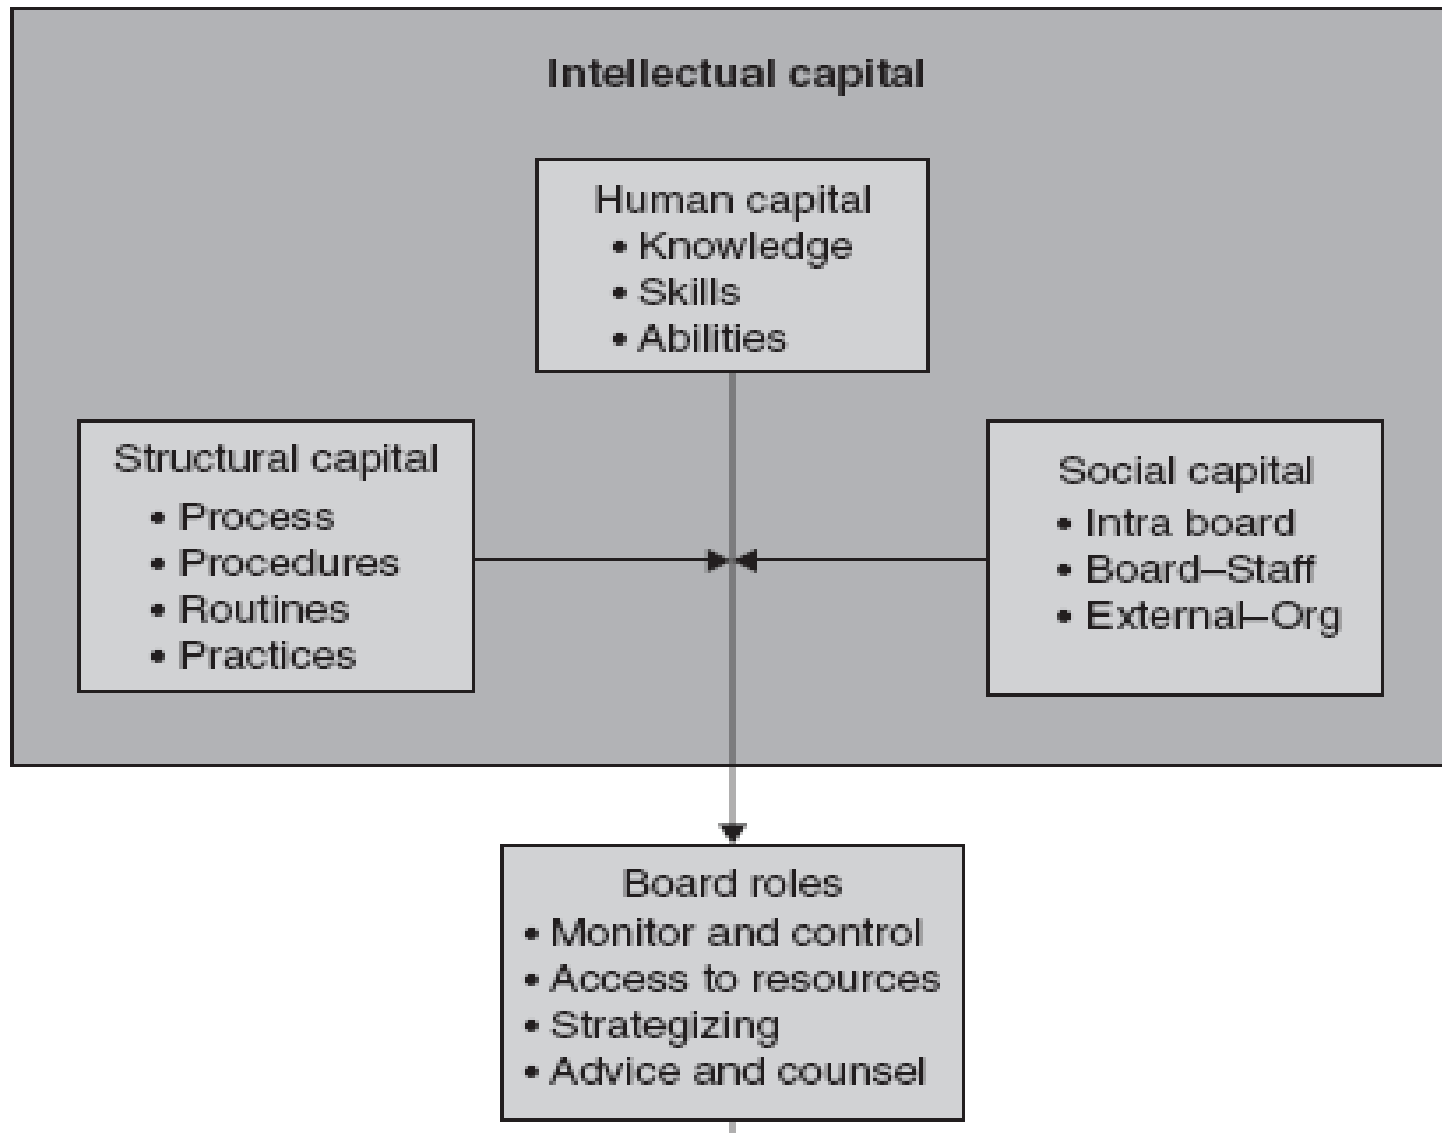 Intellectual capital
Human capital
• Knowledge
• Skills
• Abilities
Structural capital
• Process
• Procedures
• Routines
• Practices
Social capital
• Intra board
• Board–Staff
• External–Org
Board roles
• Monitor and control
• Access to resources
• Strategizing
• Advice and counsel